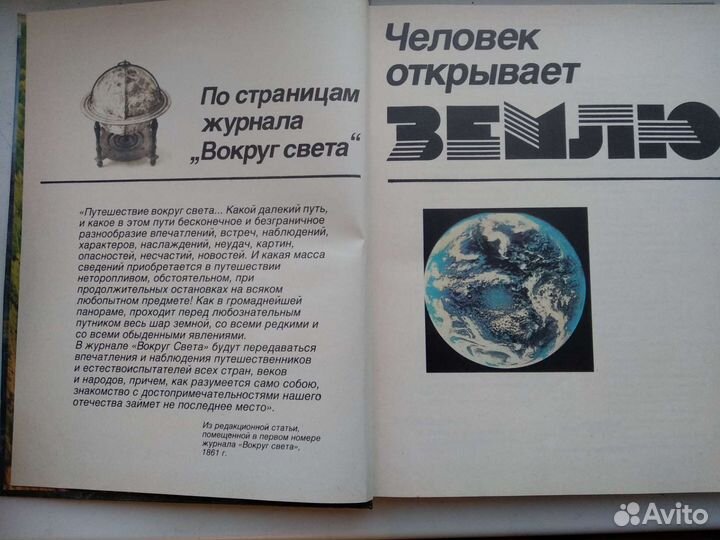 По страницам
журнала
„Вокруг света“
«Путешествие вокруг света... Какой далекий путь,
и какое в этом пути бесконечное и безграничное
разнообразие впечатлений, встреч, наблюдений,
характеров, наслаждений, неудач, картин,
опасностей, несчастий, новостей. И какая масса
сведений приобретается в путешествии
неторопливом, обстоятельном, при
продолжительных остановках на всяком
любопытном предмете! Как в громаднейшей
панораме, проходит перед любознательным
путником весь шар земной, со всеми редкими и
со всеми обыденными явлениями.
В журнале «Вокруг Света» будут передаваться
впечатления и наблюдения путешественников
и естествоиспытателей всех стран, веков
и народов, причем, как разумеется само собою,
знакомство с достопримечательностями нашего
отечества займет не последнее место».
Из редакционной статьи,
помещенной в первом номере
журнала «Вокруг света»,
1861 г.
Человек
открывает
ЗЕМЛЮ
Avito